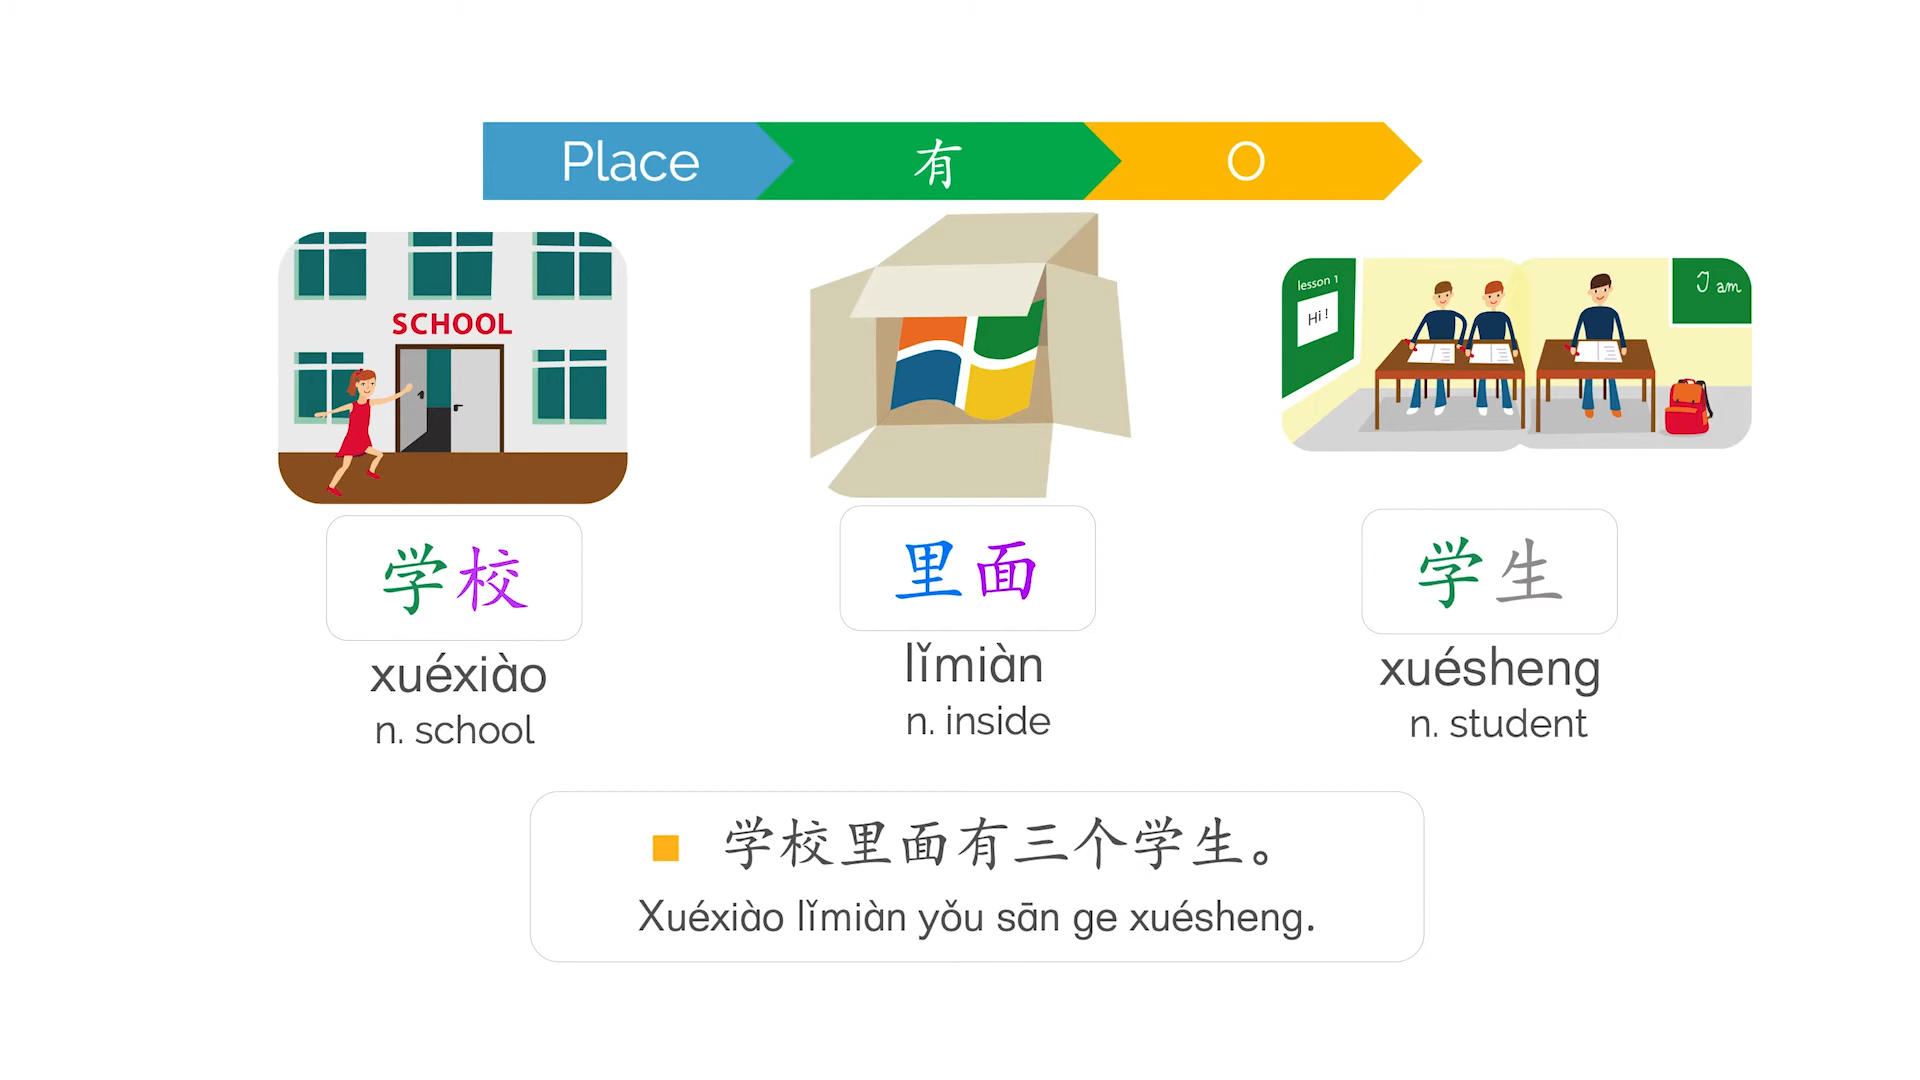 Place 有 O
SCHOOL
lesson 1
Hi !
I am
学校
xuéxiào
n. school
里面
lǐmiàn
n. inside
学生
xuésheng
n. student
学校里面有三个学生。
Xuéxiào lǐmiàn yǒu sān ge xuésheng.